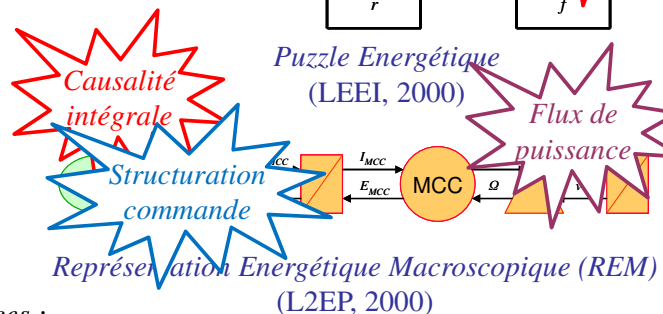 r f
Puzzle Energétique
(LEEI, 2000)
Causalité
intégrale
Flux de
puissance
Structuration
commande
I_MCC
E_MCC
MCC
Ω
Représentation Energétique Macroscopique (REM)
(L2EP, 2000)